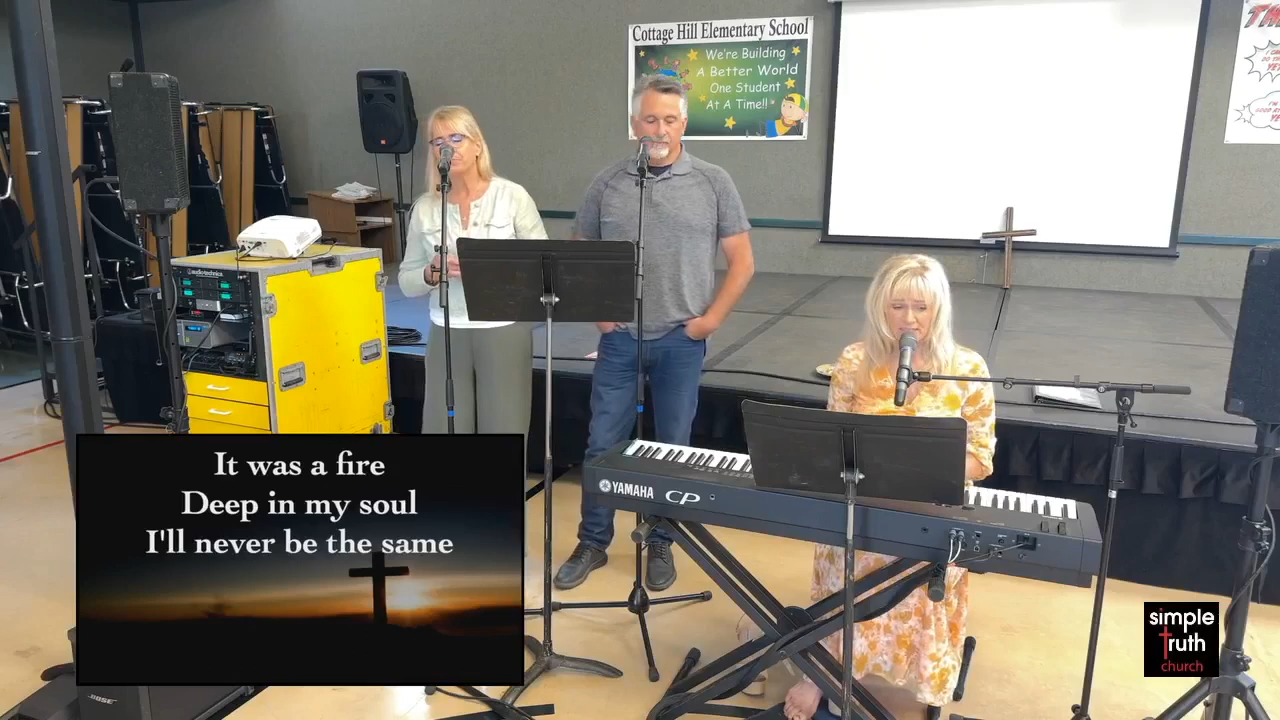 Cottage Hill Elementary School
We're Building
A Better World
One Student
At A Time!!
audio-technica
It was a fire
Deep in my soul
I'll never be the same
YAMAHA CP
simple
truth
church
BOSE